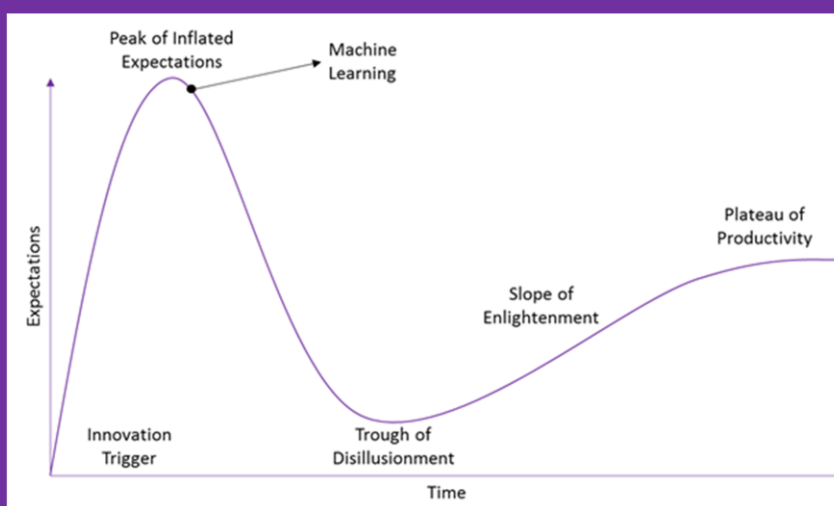 Peak of Inflated
Expectations
Machine
Learning
Expectations
Plateau of
Productivity
Slope of
Enlightenment
Innovation
Trigger
Trough of
Disillusionment
Time